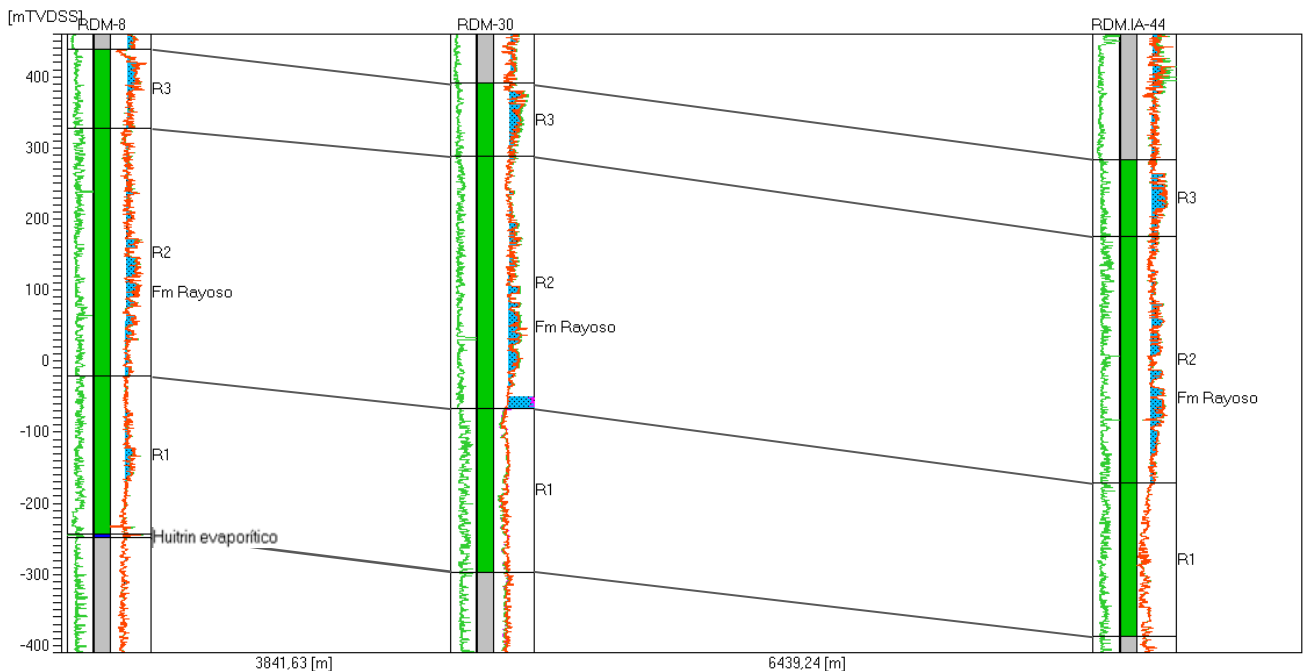 [mTVDSS]
RDM-8
RDM-30
RDM.IA-44
400
300
200
100
0
-100
-200
-300
-400
R3
R2
Fm Rayoso
R1
Huitrin evaporítico
R3
R2
Fm Rayoso
R1
R3
R2
Fm Rayoso
R1
3841,63 [m]
6439,24 [m]